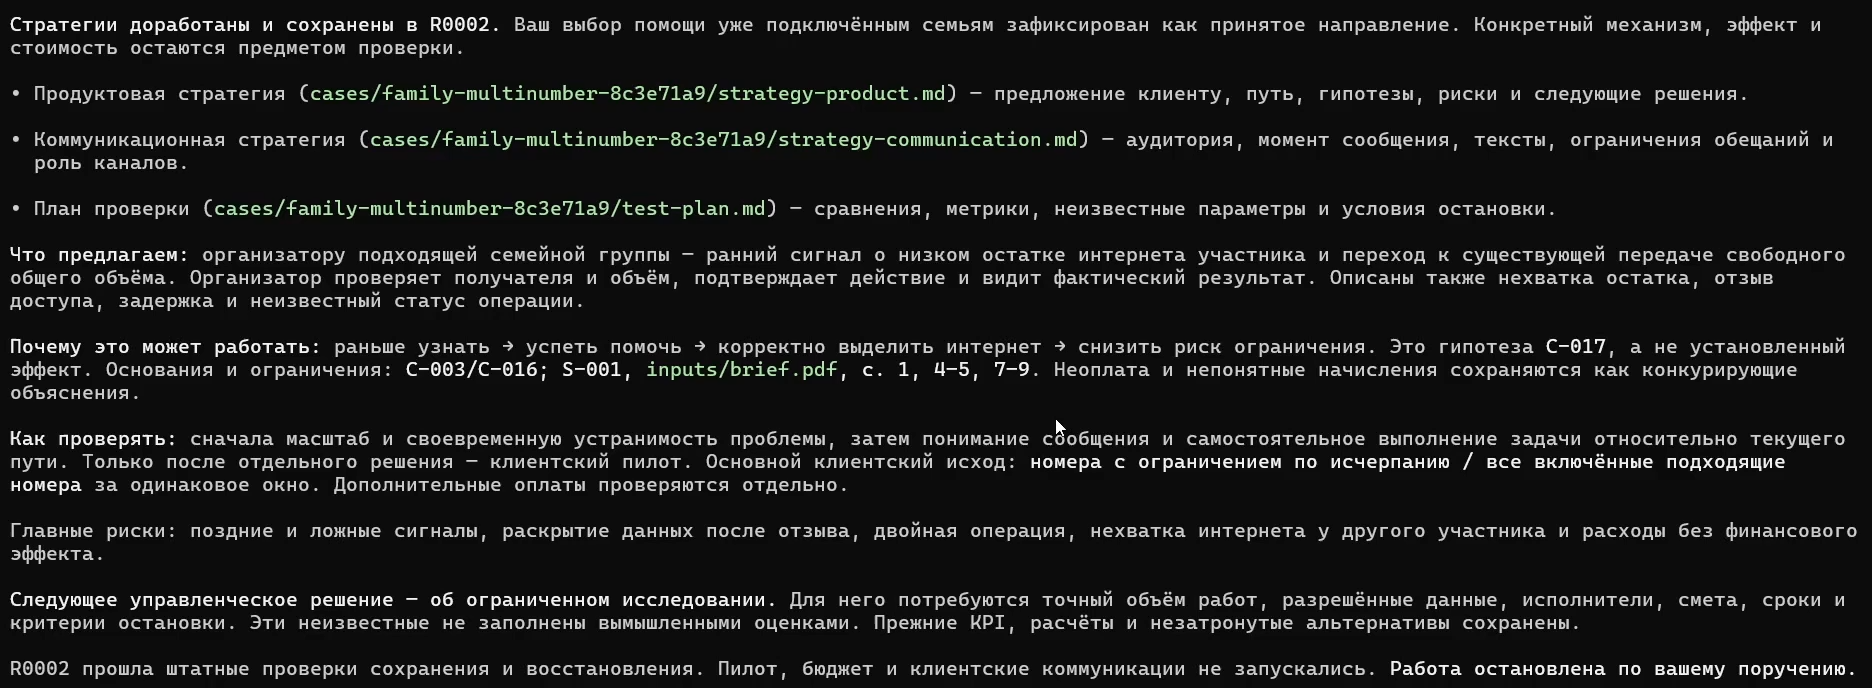 Стратегии доработаны и сохранены в R0002. Ваш выбор помощи уже подключённым семьям зафиксирован как принятое направление. Конкретный механизм, эффект и
стоимость остаются предметом проверки.
• Продуктовая стратегия (cases/family-multinumber-8c3e71a9/strategy-product.md) — предложение клиенту, путь, гипотезы, риски и следующие решения.
• Коммуникационная стратегия (cases/family-multinumber-8c3e71a9/strategy-communication.md) — аудитория, момент сообщения, тексты, ограничения обещаний и
роль каналов.
• План проверки (cases/family-multinumber-8c3e71a9/test-plan.md) — сравнения, метрики, неизвестные параметры и условия остановки.
Что предлагаем: организатору подходящей семейной группы — ранний сигнал о низком остатке интернета участника и переход к существующей передаче свободного
общего объёма. Организатор проверяет получателя и объём, подтверждает действие и видит фактический результат. Описаны также нехватка остатка, отзыв
доступа, задержка и неизвестный статус операции.
Почему это может работать: раньше узнать → успеть помочь → корректно выделить интернет → снизить риск ограничения. Это гипотеза C-017, а не установленный
эффект. Основания и ограничения: C-003/C-016; S-001, inputs/brief.pdf, с. 1, 4-5, 7-9. Неоплата и непонятные начисления сохраняются как конкурирующие
объяснения.
Как проверять: сначала масштаб и своевременную устранимость проблемы, затем понимание сообщения и самостоятельное выполнение задачи относительно текущего
пути. Только после отдельного решения — клиентский пилот. Основной клиентский исход: номера с ограничением по исчерпанию / все включённые подходящие
номера за одинаковое окно. Дополнительные оплаты проверяются отдельно.
Главные риски: поздние и ложные сигналы, раскрытие данных после отзыва, двойная операция, нехватка интернета у другого участника и расходы без финансового
эффекта.
Следующее управленческое решение — об ограниченном исследовании. Для него потребуются точный объём работ, разрешённые данные, исполнители, смета, сроки и
критерии остановки. Эти неизвестные не заполнены вымышленными оценками. Прежние KPI, расчёты и незатронутые альтернативы сохранены.
R0002 прошла штатные проверки сохранения и восстановления. Пилот, бюджет и клиентские коммуникации не запускались. Работа остановлена по вашему поручению.